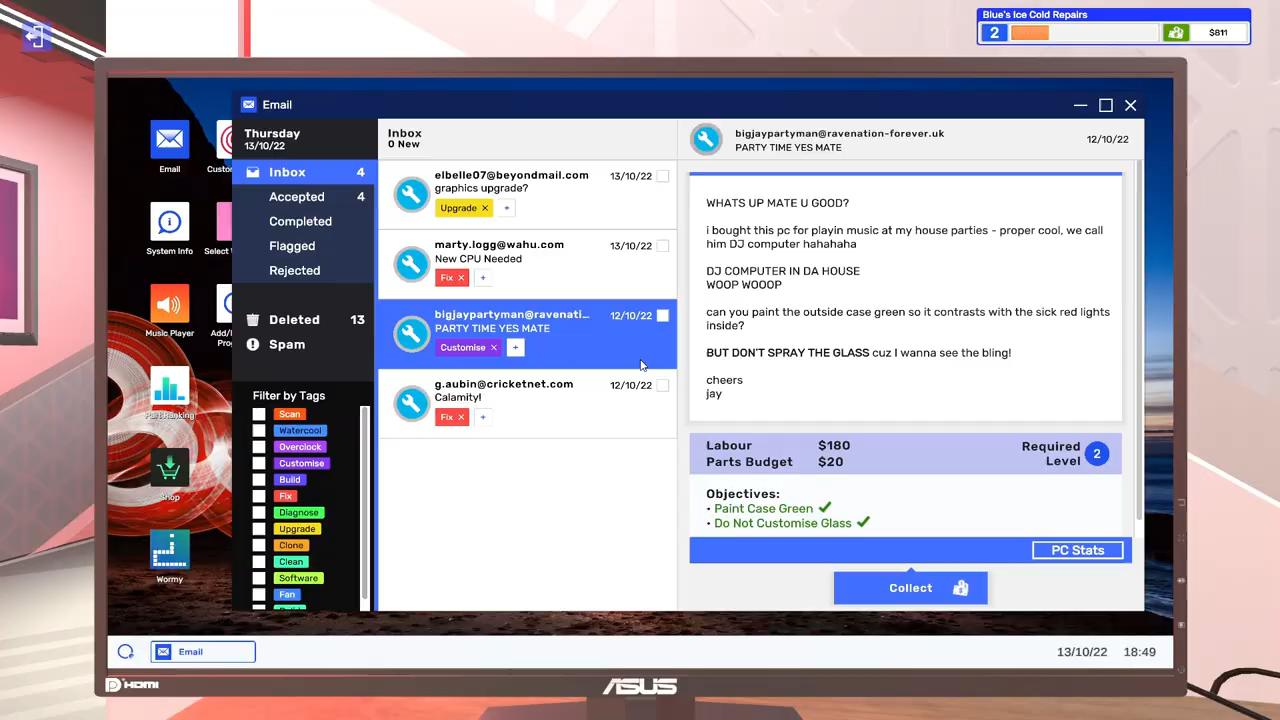 Blue's Ice Cold Repairs
2
$811
Email
Thursday
13/10/22
Inbox 4
Accepted 4
Completed
Flagged
Rejected
Deleted 13
Spam
Filter by Tags
Scan
Watercool
Overclock
Customise
Build
Fix
Diagnose
Upgrade
Clone
Clean
Software
Fan
Inbox
0 New
elbelle07@beyondmail.com 13/10/22
graphics upgrade?
Upgrade × +
marty.logg@wahu.com 13/10/22
New CPU Needed
Fix × +
bigjaypartyman@ravenati... 12/10/22
PARTY TIME YES MATE
Customise × +
g.aubin@cricketnet.com 12/10/22
Calamity!
Fix × +
bigjaypartyman@ravenation-forever.uk 12/10/22
PARTY TIME YES MATE
WHATS UP MATE U GOOD?
i bought this pc for playin music at my house parties - proper cool, we call
him DJ computer hahahaha
DJ COMPUTER IN DA HOUSE
WOOP WOOOP
can you paint the outside case green so it contrasts with the sick red lights
inside?
BUT DON'T SPRAY THE GLASS cuz I wanna see the bling!
cheers
jay
Labour $180
Parts Budget $20
Required
Level 2
Objectives:
• Paint Case Green
• Do Not Customise Glass
PC Stats
Collect
Email
System Info
Music Player
Part Ranking
Shop
Wormy
Email
13/10/22 18:49
HDMI
ASUS